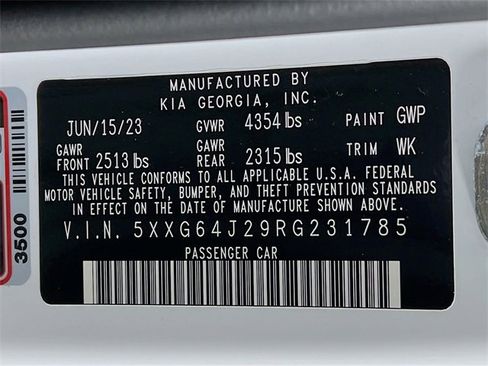 MANUFACTURED BY
KIA GEORGIA, INC.
JUN/15/23 GVWR 4354 lbs PAINT GWP
GAWR FRONT 2513 lbs GAWR REAR 2315 lbs TRIM WK
THIS VEHICLE CONFORMS TO ALL APPLICABLE U.S.A. FEDERAL
MOTOR VEHICLE SAFETY, BUMPER, AND THEFT PREVENTION STANDARDS
IN EFFECT ON THE DATE OF MANUFACTURE SHOWN ABOVE.
V.I.N. 5XXG64J29RG231785
PASSENGER CAR
3500